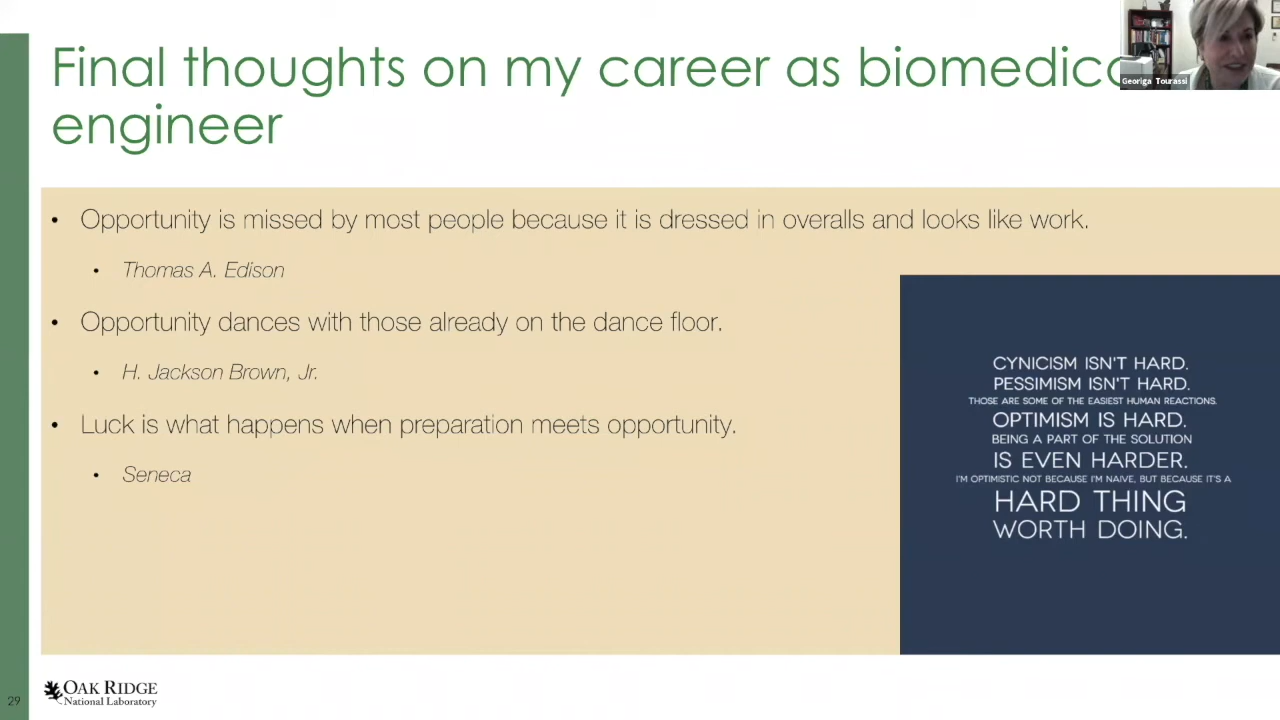 Final thoughts on my career as biomedica
engineer
Georiga Tourassi
• Opportunity is missed by most people because it is dressed in overalls and looks like work.
• Thomas A. Edison
• Opportunity dances with those already on the dance floor.
• H. Jackson Brown, Jr.
• Luck is what happens when preparation meets opportunity.
• Seneca
CYNICISM ISN'T HARD.
PESSIMISM ISN'T HARD.
THOSE ARE SOME OF THE EASIEST HUMAN REACTIONS.
OPTIMISM IS HARD.
BEING A PART OF THE SOLUTION
IS EVEN HARDER.
I'M OPTIMISTIC NOT BECAUSE I'M NAIVE, BUT BECAUSE IT'S A
HARD THING
WORTH DOING.
29
OAK RIDGE
National Laboratory